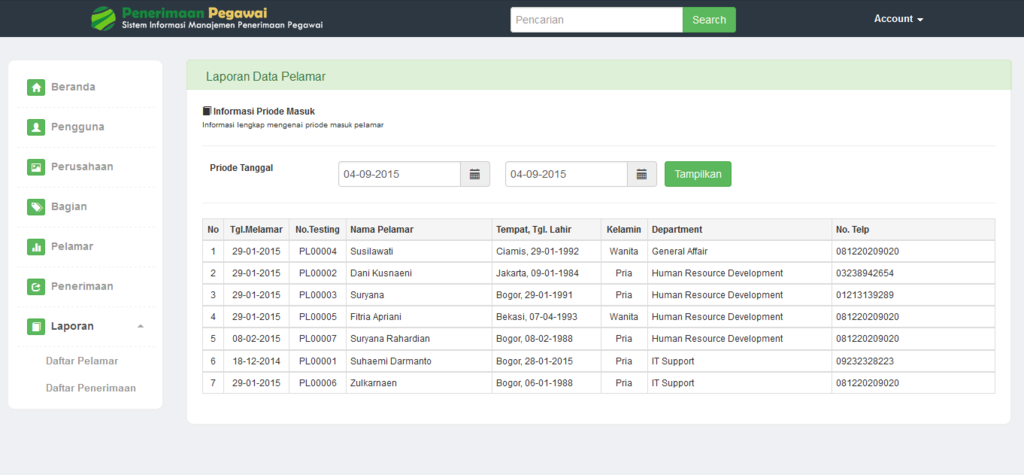 Penerimaan Pegawai
Sistem Informasi Manajemen Penerimaan Pegawai
Pencarian
Search
Account
Beranda
Pengguna
Perusahaan
Bagian
Pelamar
Penerimaan
Laporan
Daftar Pelamar
Daftar Penerimaan
Laporan Data Pelamar
Informasi Priode Masuk
Informasi lengkap mengenai priode masuk pelamar
Priode Tanggal 04-09-2015 04-09-2015 Tampilkan
No Tgl.Melamar No.Testing Nama Pelamar Tempat, Tgl. Lahir Kelamin Department No. Telp
1 29-01-2015 PL00004 Susilawati Ciamis, 29-01-1992 Wanita General Affair 081220209020
2 29-01-2015 PL00002 Dani Kusnaeni Jakarta, 09-01-1984 Pria Human Resource Development 03238942654
3 29-01-2015 PL00003 Suryana Bogor, 29-01-1991 Pria Human Resource Development 01213139289
4 29-01-2015 PL00005 Fitria Apriani Bekasi, 07-04-1993 Wanita Human Resource Development 081220209020
5 08-02-2015 PL00007 Suryana Rahardian Bogor, 08-02-1988 Pria Human Resource Development 081220209020
6 18-12-2014 PL00001 Suhaemi Darmanto Bogor, 28-01-2015 Pria IT Support 09232328223
7 29-01-2015 PL00006 Zulkarnaen Bogor, 06-01-1988 Pria IT Support 081220209020